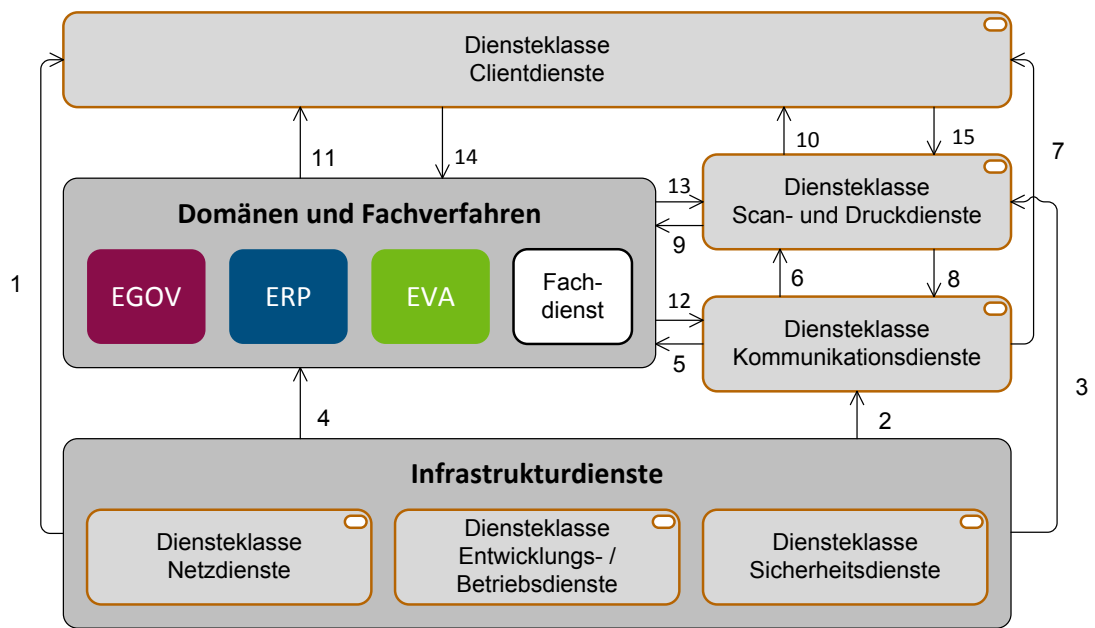 Diensteklasse
Clientdienste
11
14
10
15
7
Domänen und Fachverfahren
13
Diensteklasse
Scan- und Druckdienste
9
1
EGOV
ERP
EVA
Fach-
dienst
6
8
12
Diensteklasse
Kommunikationsdienste
5
3
4
2
Infrastrukturdienste
Diensteklasse
Netzdienste
Diensteklasse
Entwicklungs- /
Betriebsdienste
Diensteklasse
Sicherheitsdienste